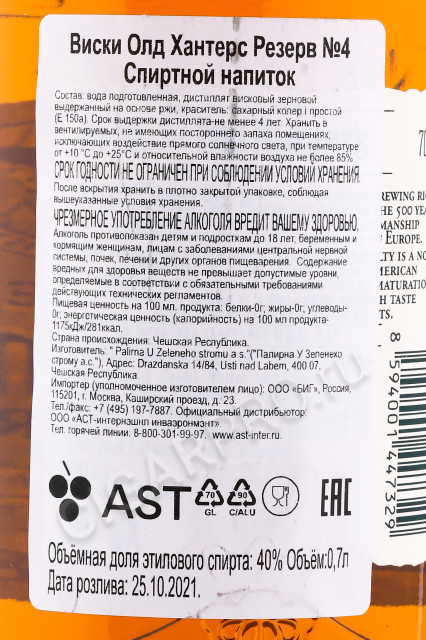 Виски Олд Хантерс Резерв №4
Спиртной напиток
Состав: вода подготовленная, дистиллят висковый зерновой
выдержанный на основе ржи, краситель: сахарный колер I простой
(Е 150а). Срок выдержки дистиллята-не менее 4 лет. Хранить в
вентилируемых, не имеющих постороннего запаха помещениях,
исключающих воздействие прямого солнечного света, при температуре
от +10 °С до +25°С и относительной влажности воздуха не более 85%
СРОК ГОДНОСТИ НЕ ОГРАНИЧЕН ПРИ СОБЛЮДЕНИИ УСЛОВИЙ ХРАНЕНИЯ.
После вскрытия хранить в плотно закрытой упаковке, соблюдая
вышеуказанные условия хранения.
ЧРЕЗМЕРНОЕ УПОТРЕБЛЕНИЕ АЛКОГОЛЯ ВРЕДИТ ВАШЕМУ ЗДОРОВЬЮ.
Алкоголь противопоказан детям и подросткам до 18 лет, беременным и
кормящим женщинам, лицам с заболеваниями центральной нервной
системы, почек, печени и других органов пищеварения. Содержание
вредных для здоровья веществ не превышает допустимые уровни,
определяемые в соответствии с обязательными требованиями
действующих технических регламентов.
Пищевая ценность на 100 мл. продукта: белки-0г; жиры-0г; углеводы-
0г; энергетическая ценность (калорийность) на 100 мл продукта-
1175кДж/281ккал.
Страна происхождения: Чешская Республика.
Изготовитель: " Palirna U Zeleneho stromu a.s."("Палирна У Зеленехо
строму а.с."), Адрес: Drazdanska 14/84, Usti nad Labem, 400 07,
Чешская Республика
Импортер (уполномоченное изготовителем лицо): ООО «БИГ», Россия,
115201, г. Москва, Каширский проезд, д. 23.
Тел./факс: +7 (495) 197-7887. Официальный дистрибьютор:
ООО «АСТ-интернэшнл инваэронмэнт»
Тел. горячей линии: 8-800-301-99-97. www.ast-inter.ru
AST
70
GL
90
C/ALU
ЕАС
Объёмная доля этилового спирта: 40% Объём:0,7л
Дата розлива: 25.10.2021.
70
REWING
HE 500 YEA
MANSHIP
EUROPE.
TY IS A NO
MERICAN
MATURATIO
H TASTE
TS.
8 594001 447329